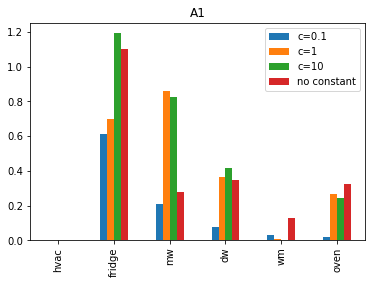 A1
c=0.1
c=1
c=10
no constant
1.2
1.0
0.8
0.6
0.4
0.2
0.0
hvac fridge mw dw wm oven